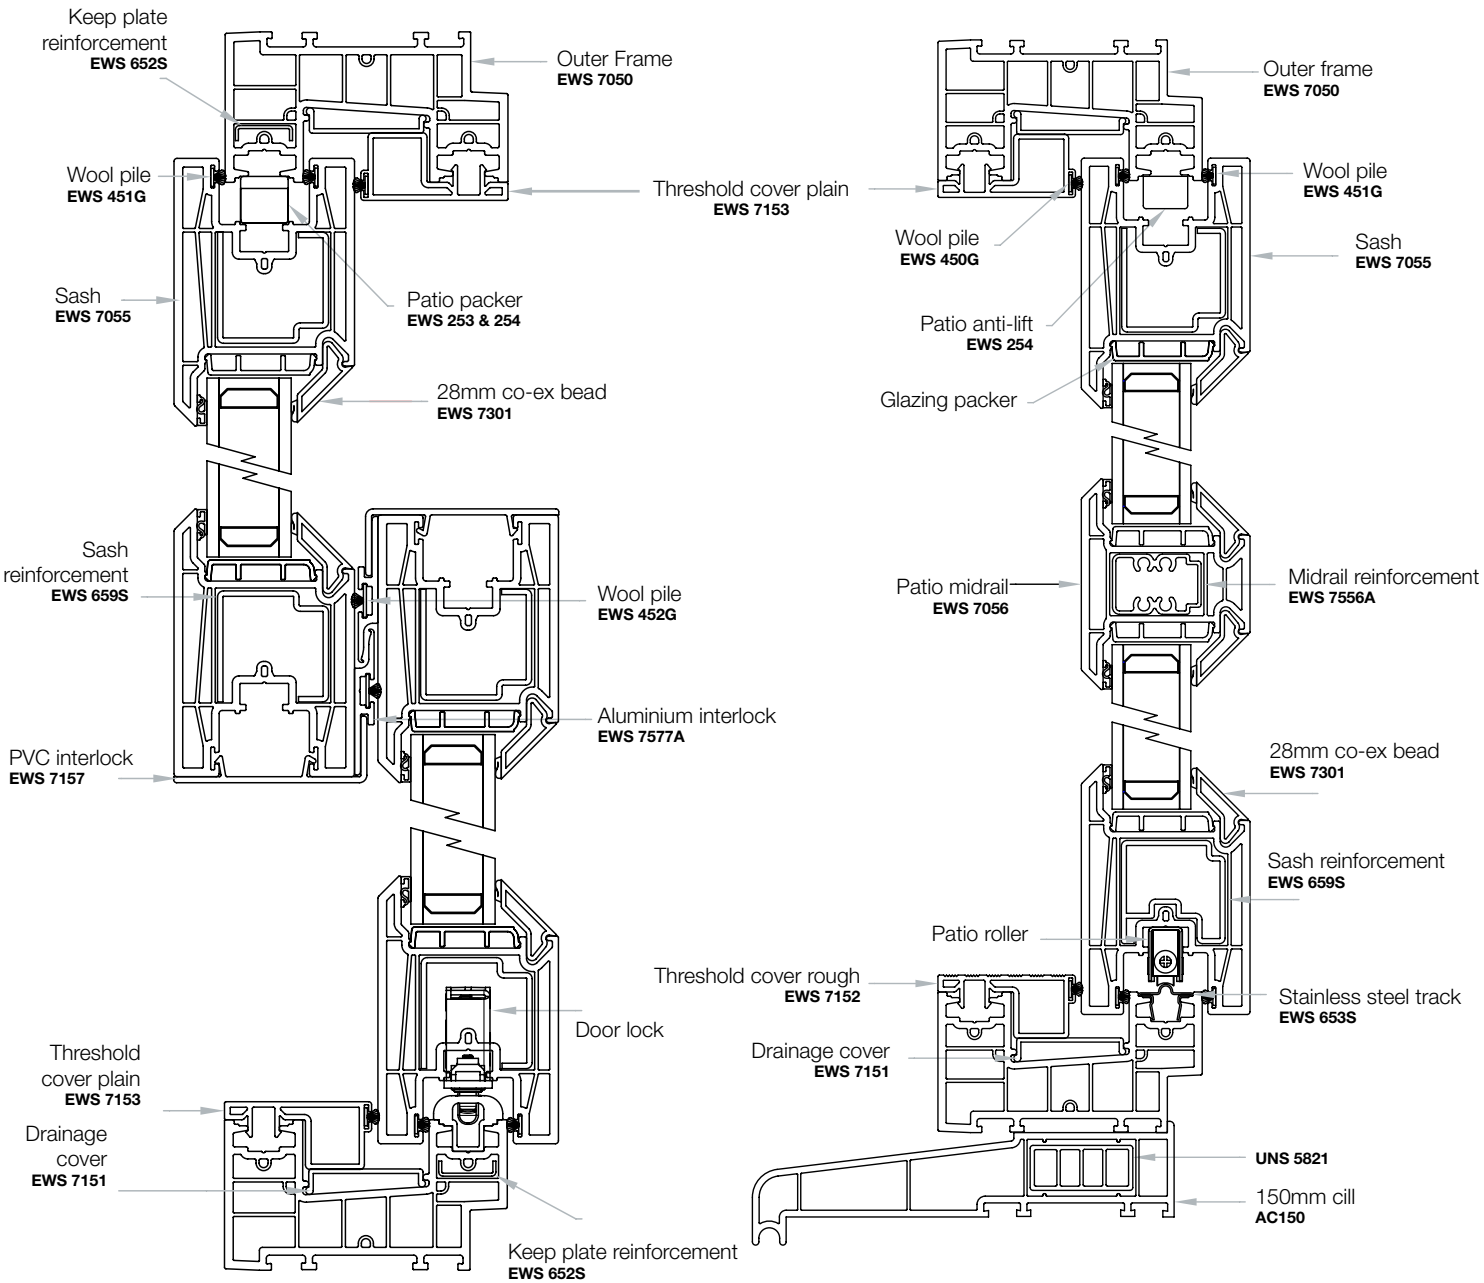 Keep plate
reinforcement
EWS 652S
Outer Frame
EWS 7050
Wool pile
EWS 451G
Threshold cover plain
EWS 7153
Sash
EWS 7055
Patio packer
EWS 253 & 254
28mm co-ex bead
EWS 7301
Sash
reinforcement
EWS 659S
Wool pile
EWS 452G
Aluminium interlock
EWS 7577A
PVC interlock
EWS 7157
Door lock
Threshold
cover plain
EWS 7153
Drainage
cover
EWS 7151
Keep plate reinforcement
EWS 652S
Outer frame
EWS 7050
Wool pile
EWS 451G
Wool pile
EWS 450G
Sash
EWS 7055
Patio anti-lift
EWS 254
Glazing packer
Patio midrail
EWS 7056
Midrail reinforcement
EWS 7556A
28mm co-ex bead
EWS 7301
Sash reinforcement
EWS 659S
Patio roller
Threshold cover rough
EWS 7152
Stainless steel track
EWS 653S
Drainage cover
EWS 7151
UNS 5821
150mm cill
AC150